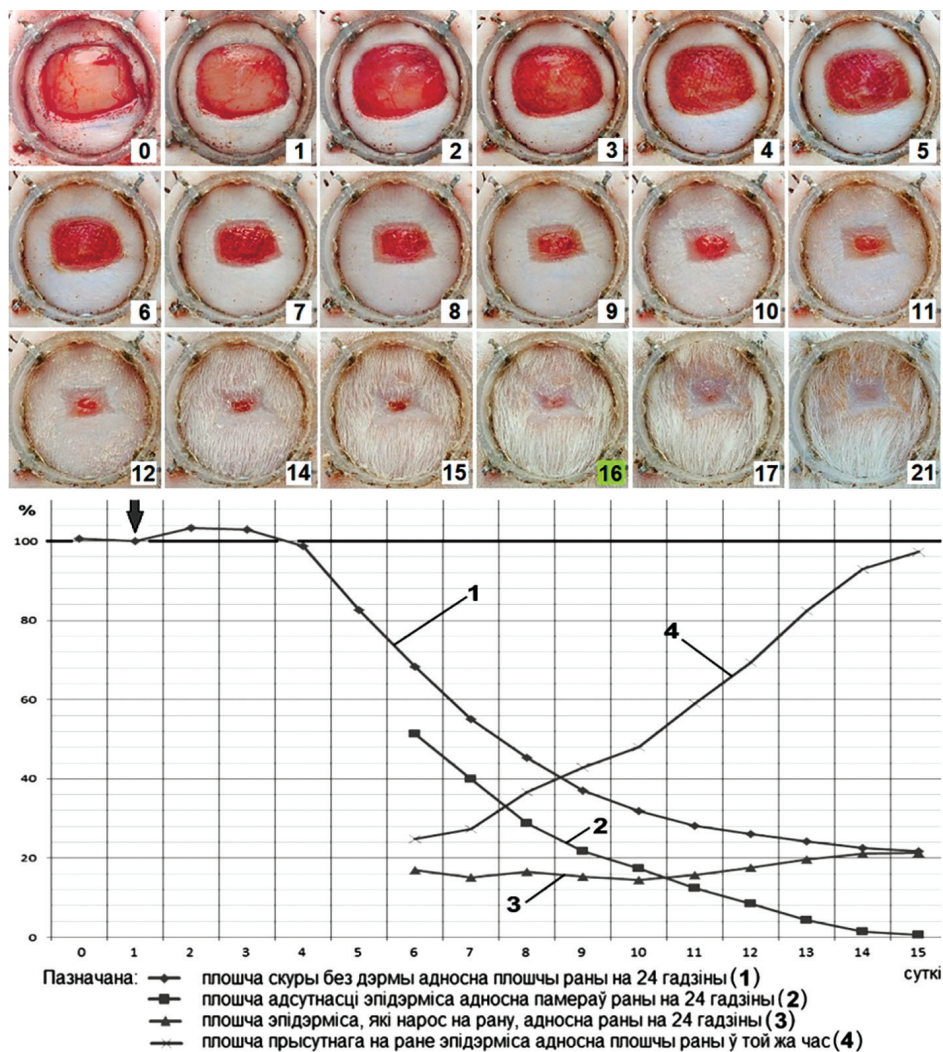 0 1 2 3 4 5
6 7 8 9 10 11
12 14 15 16 17 21
%
100
80
60
40
20
0
1
4
2
3
0 1 2 3 4 5 6 7 8 9 10 11 12 13 14 15
суткі
Пазначана: плошча скуры без дэрмы адносна плошчы раны на 24 гадзіны (1)
плошча адсутнасці эпідэрміса адносна памераў раны на 24 гадзіны (2)
плошча эпідэрміса, які нарос на рану, адносна раны на 24 гадзіны (3)
плошча прысутнага на ране эпідэрміса адносна плошчы раны ў той жа час (4)